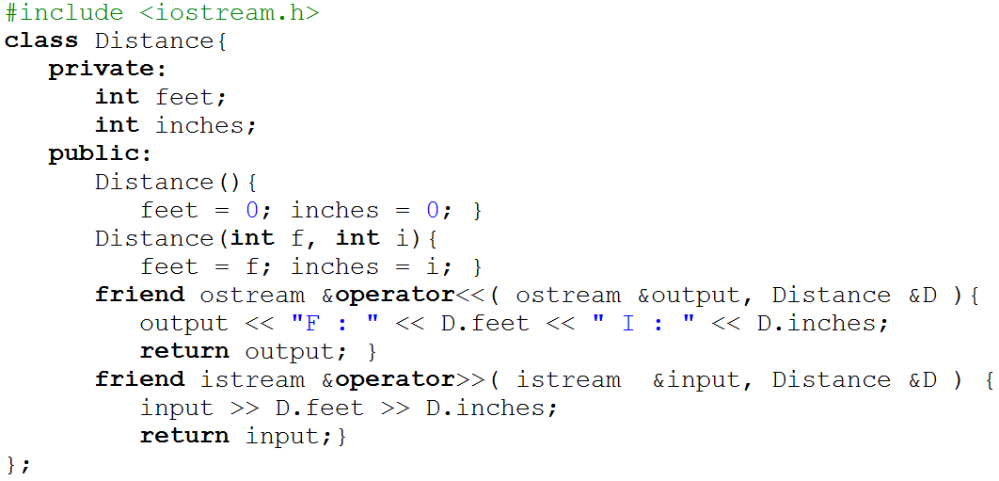 #include <iostream.h>
class Distance{
   private:
      int feet;
      int inches;
   public:
      Distance(){
         feet = 0; inches = 0; }
      Distance(int f, int i){
         feet = f; inches = i; }
      friend ostream &operator<<( ostream &output, Distance &D ){
         output << "F : " << D.feet << " I : " << D.inches;
         return output; }
      friend istream &operator>>( istream  &input, Distance &D ) {
         input >> D.feet >> D.inches;
         return input;}
};